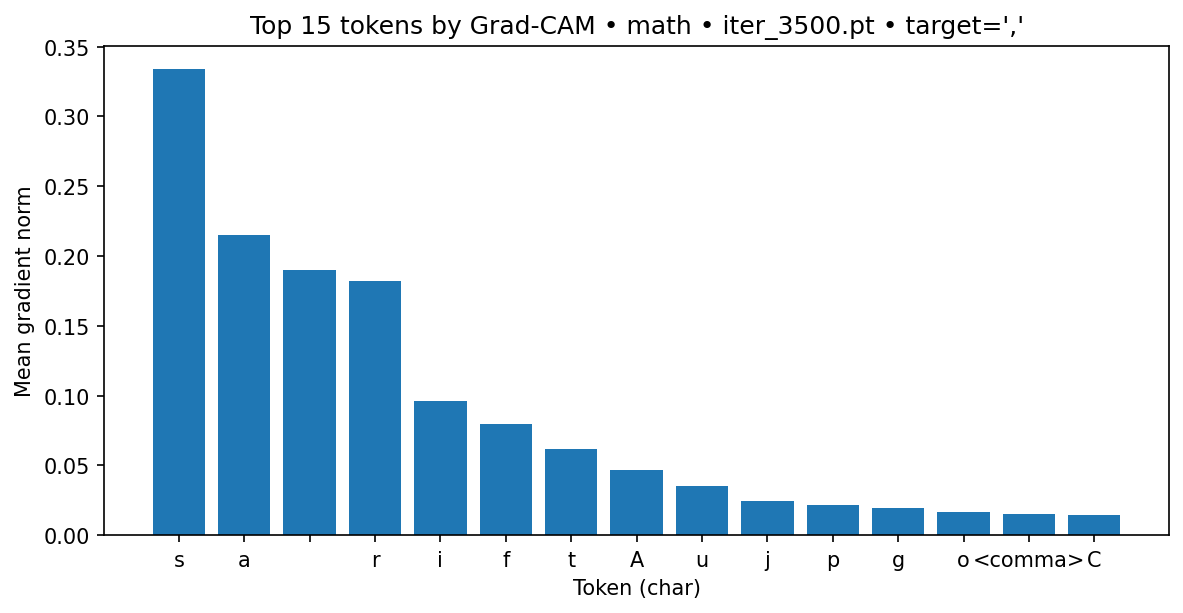 Top 15 tokens by Grad-CAM • math • iter_3500.pt • target=','
0.35
0.30
0.25
0.20
0.15
0.10
0.05
0.00
Mean gradient norm
s a r i f t A u j p g o <comma> C
Token (char)